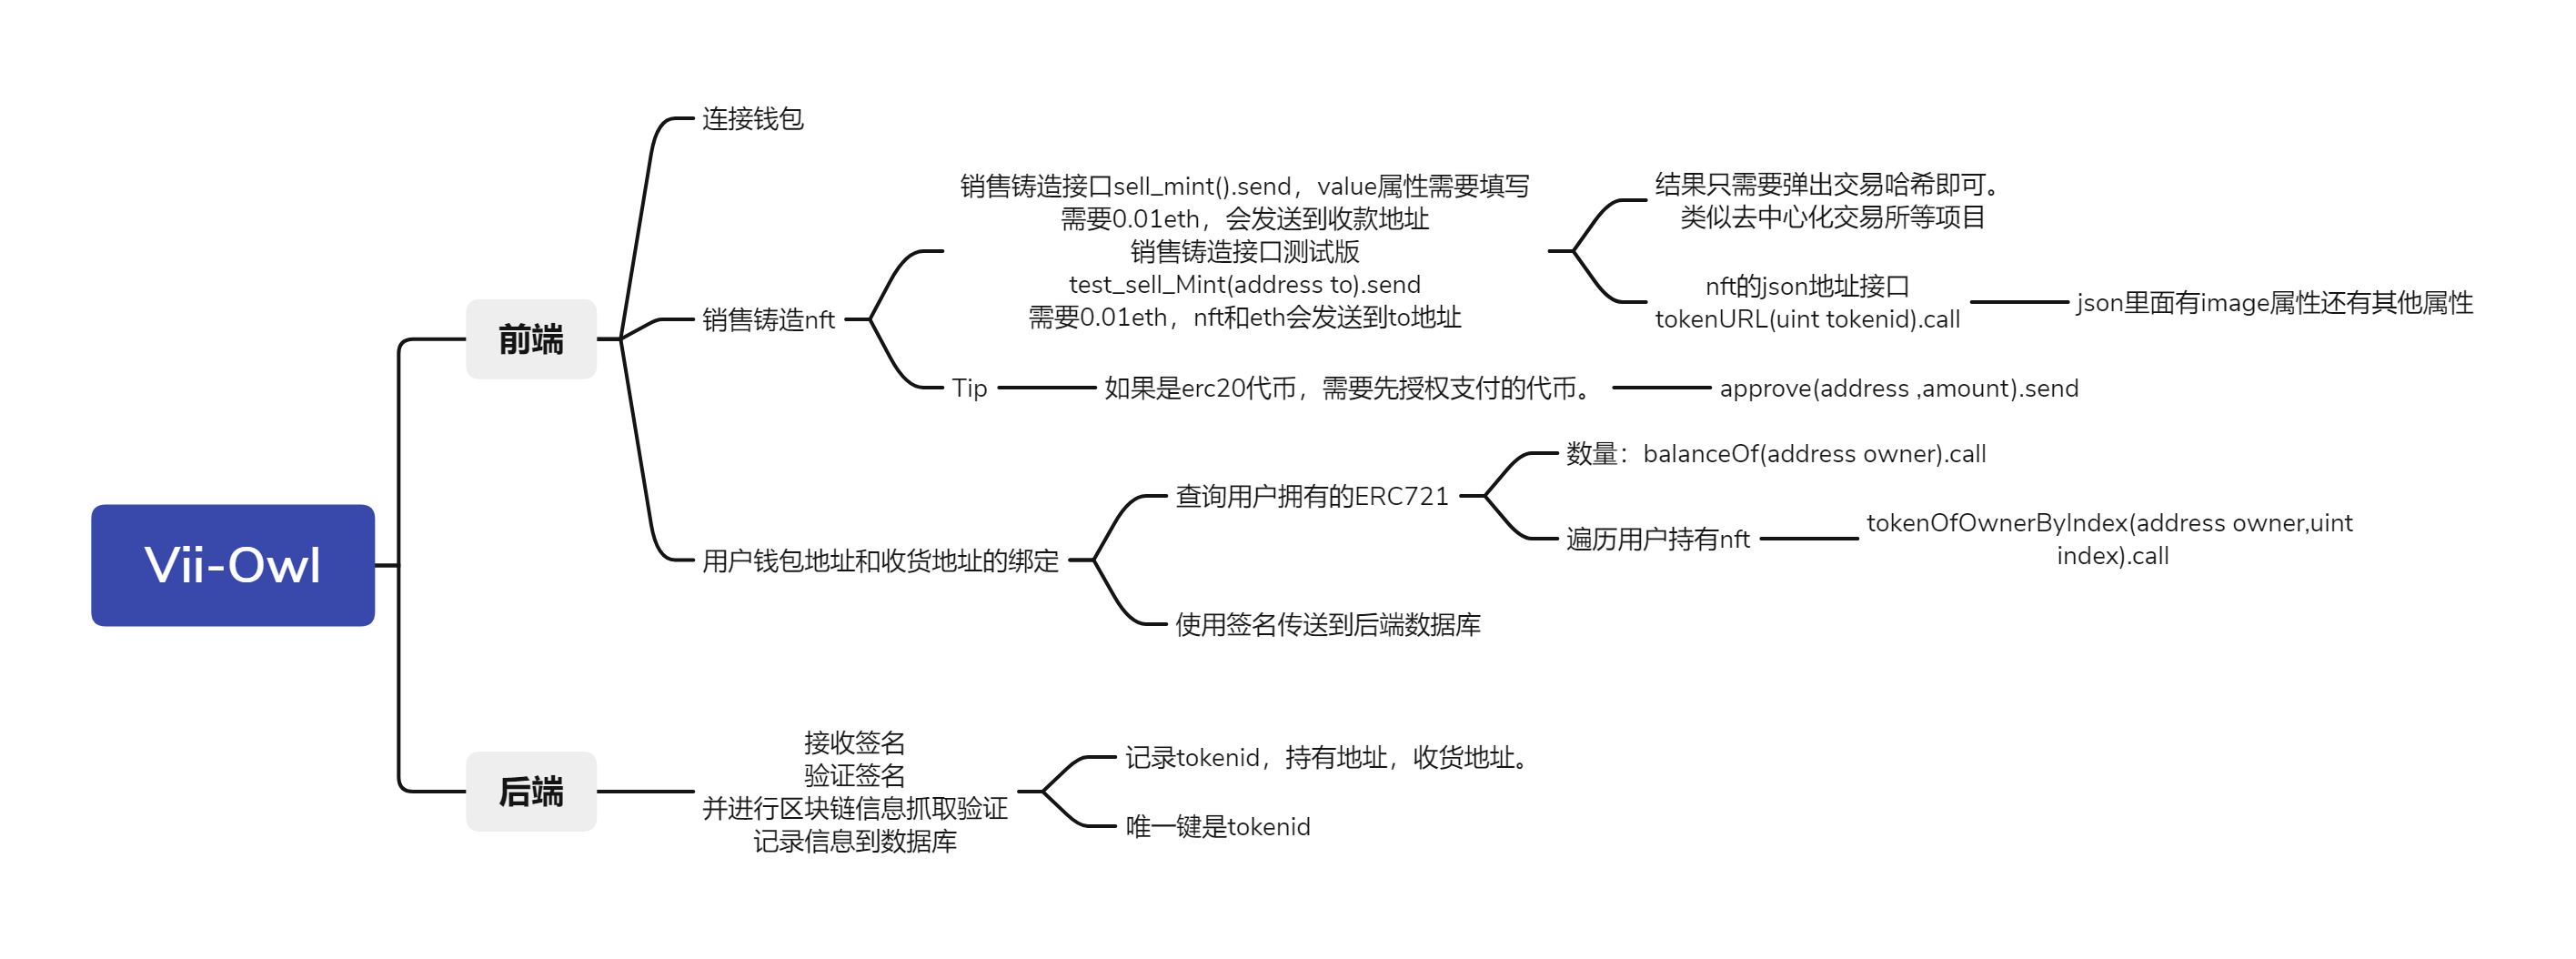 Vii-Owl
前端
连接钱包
销售铸造nft
销售铸造接口sell_mint().send，value属性需要填写
需要0.01eth，会发送到收款地址
销售铸造接口测试版
test_sell_Mint(address to).send
需要0.01eth，nft和eth会发送到to地址
结果只需要弹出交易哈希即可。
类似去中心化交易所等项目
nft的json地址接口
tokenURL(uint tokenid).call
json里面有image属性还有其他属性
Tip
如果是erc20代币，需要先授权支付的代币。
approve(address ,amount).send
用户钱包地址和收货地址的绑定
查询用户拥有的ERC721
数量：balanceOf(address owner).call
遍历用户持有nft
tokenOfOwnerByIndex(address owner,uint
index).call
使用签名传送到后端数据库
后端
接收签名
验证签名
并进行区块链信息抓取验证
记录信息到数据库
记录tokenid，持有地址，收货地址。
唯一键是tokenid